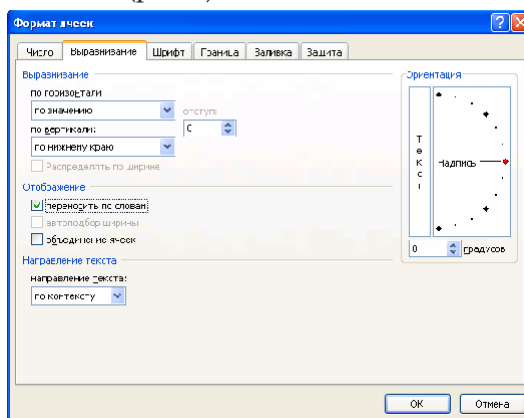 Формат ячеек
Число Выравнивание Шрифт Граница Заливка Защита
Выравнивание
по горизонтали
по значению
отступ:
по вертикали:
0
по нижнему краю
Распределять по ширине
Отображение
переносить по словам
автоподбор ширины
объединение ячеек
Направление текста
направление текста:
по контексту
Ориентация
Текст
Надпись
0 градусов
ОК Отмена